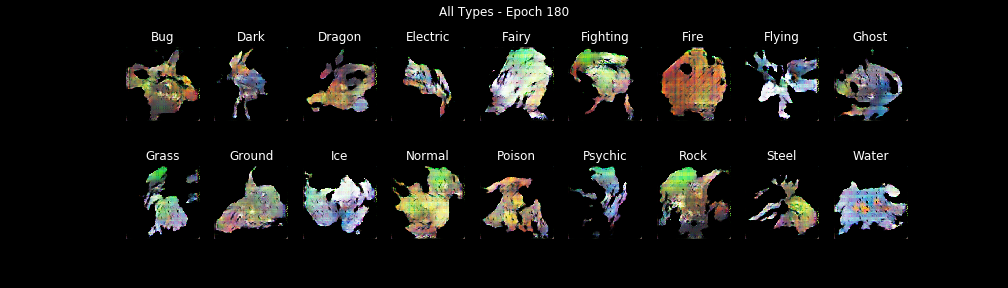 All Types - Epoch 180
Bug Dark Dragon Electric Fairy Fighting Fire Flying Ghost
Grass Ground Ice Normal Poison Psychic Rock Steel Water